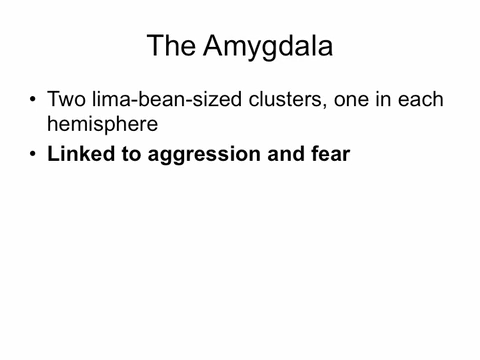 The Amygdala
• Two lima-bean-sized clusters, one in each
hemisphere
• Linked to aggression and fear